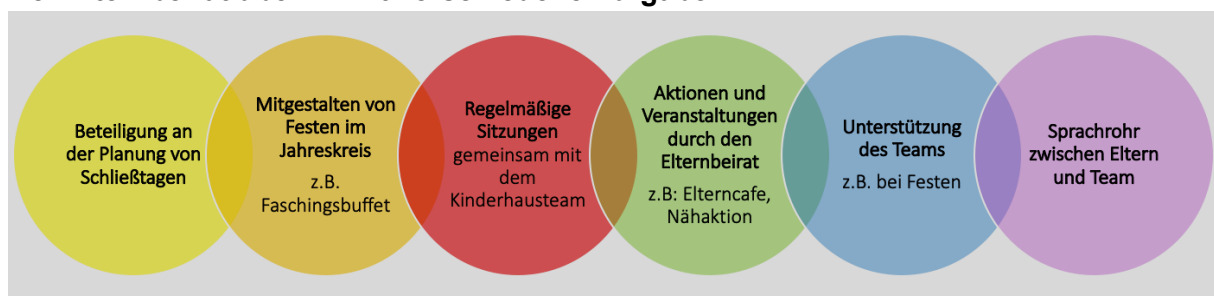 Beteiligung an
der Planung von
Schließtagen
Mitgestalten von
Festen im
Jahreskreis
z.B.
Faschingsbuffet
Regelmäßige
Sitzungen
gemeinsam mit
dem
Kinderhausteam
Aktionen und
Veranstaltungen
durch den
Elternbeirat
z.B: Elterncafe,
Nähaktion
Unterstützung
des Teams
z.B. bei Festen
Sprachrohr
zwischen Eltern
und Team